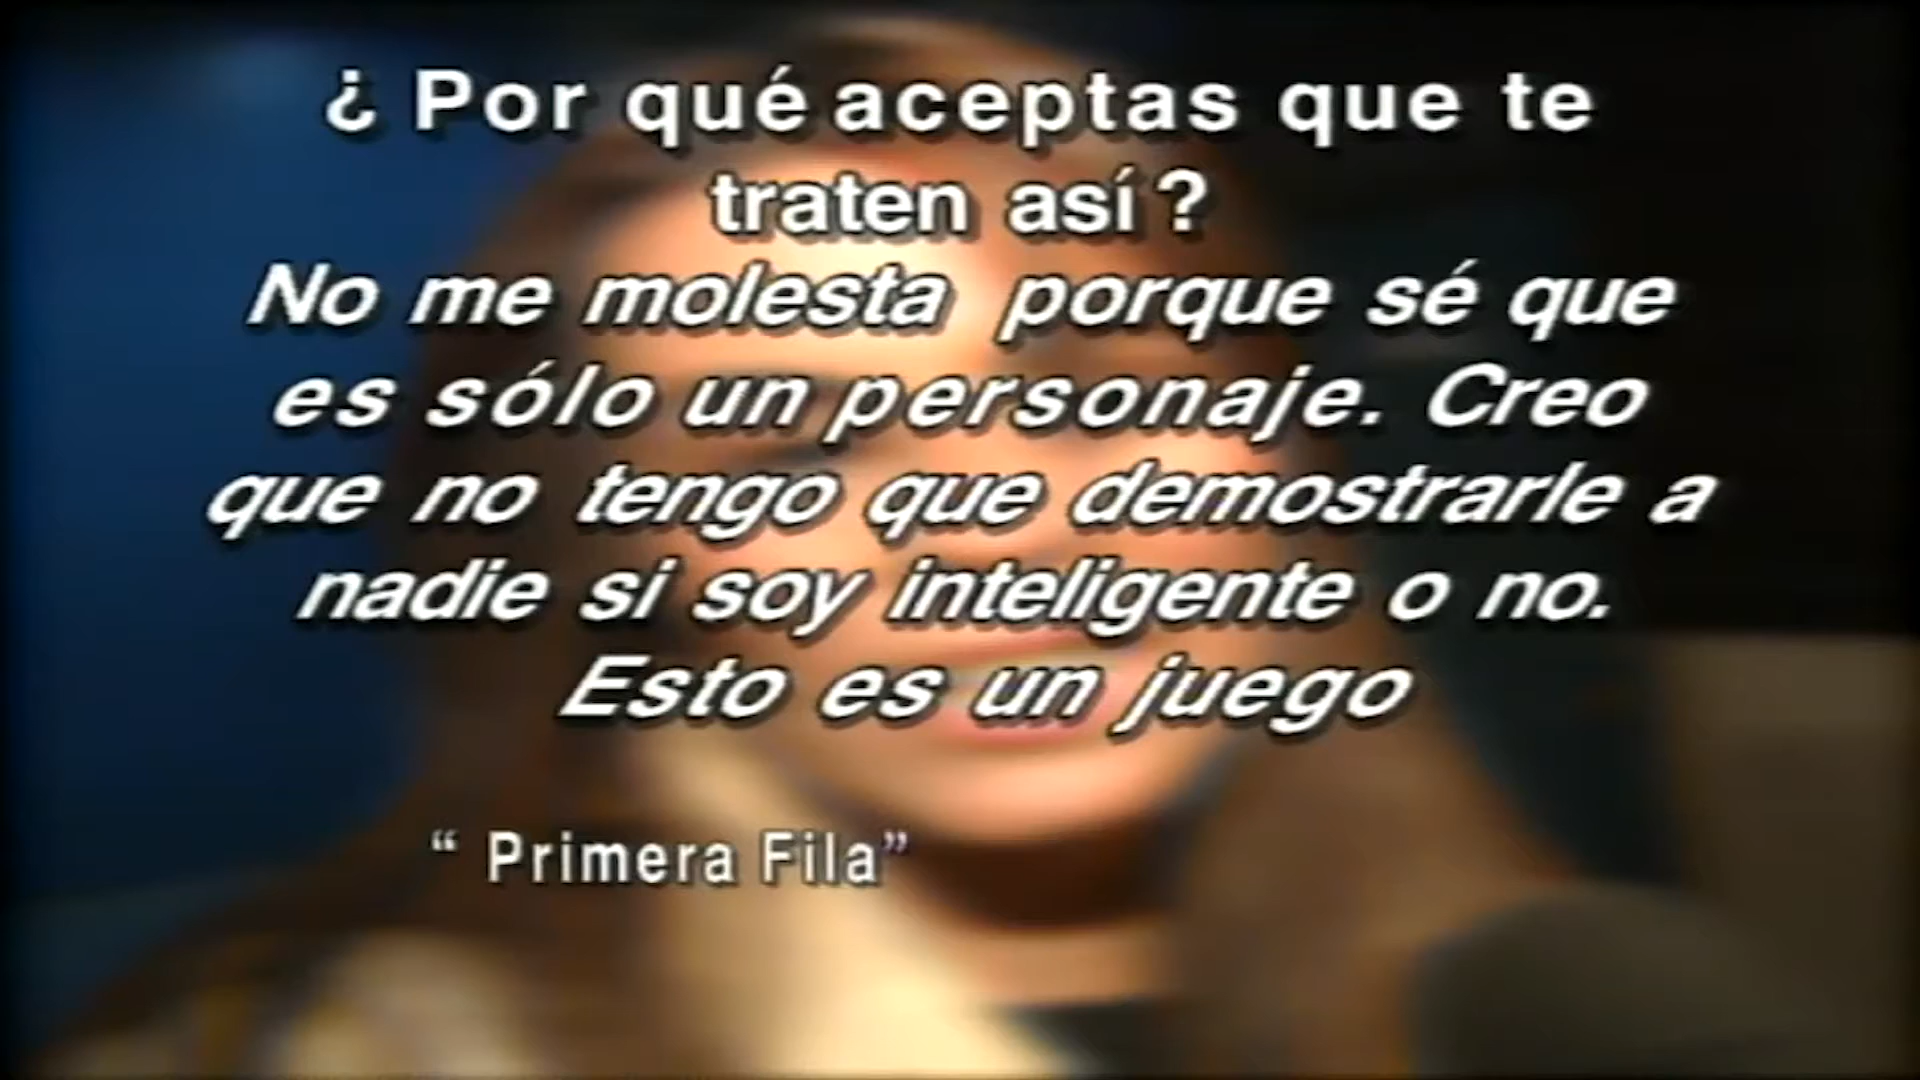 ¿ Por qué aceptas que te
traten así ?
No me molesta porque sé que
es sólo un personaje. Creo
que no tengo que demostrarle a
nadie si soy inteligente o no.
Esto es un juego
“ Primera Fila”